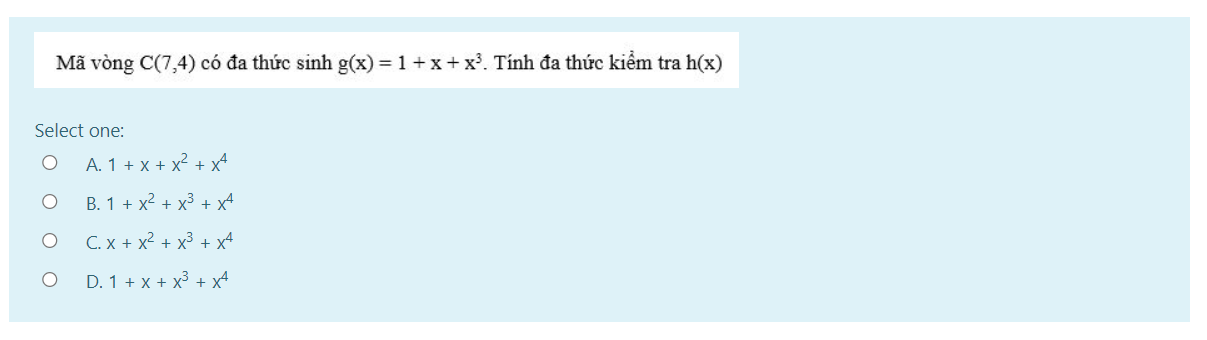 Mã vòng C(7,4) có đa thức sinh g(x) = 1 + x + x³. Tính đa thức kiểm tra h(x)
Select one:
A. 1 + x + x² + x⁴
B. 1 + x² + x³ + x⁴
C. x + x² + x³ + x⁴
D. 1 + x + x³ + x⁴